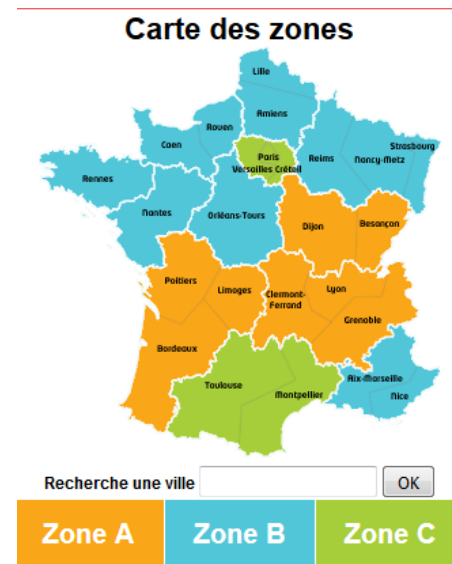 Carte des zones
Lille
Amiens
Rouen
Caen
Paris
Versailles Créteil
Reims
Strasbourg
Nancy-Metz
Rennes
Nantes
Orléans-Tours
Dijon
Besançon
Poitiers
Limoges
Clermont-
Ferrand
Lyon
Grenoble
Bordeaux
Toulouse
Montpellier
Aix-Marseille
Nice
Recherche une ville
OK
Zone A
Zone B
Zone C